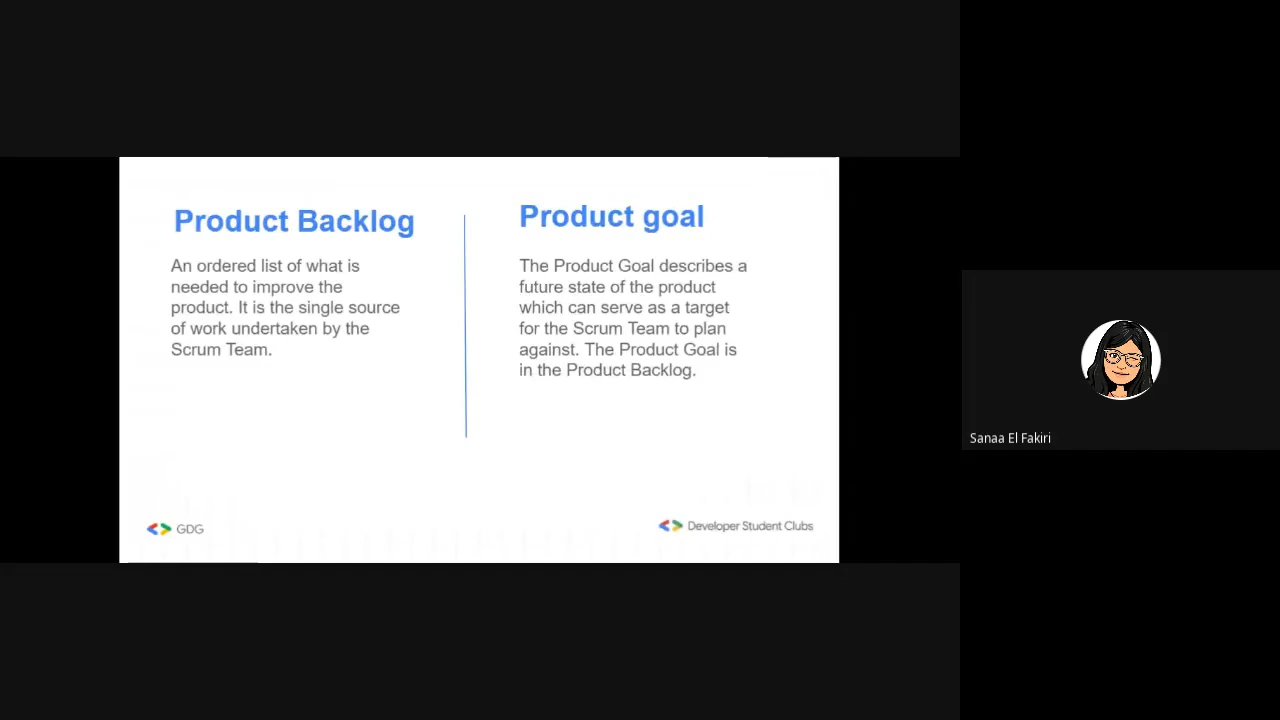 Product Backlog
An ordered list of what is
needed to improve the
product. It is the single source
of work undertaken by the
Scrum Team.
Product goal
The Product Goal describes a
future state of the product
which can serve as a target
for the Scrum Team to plan
against. The Product Goal is
in the Product Backlog.
GDG
Developer Student Clubs
Sanaa El Fakiri